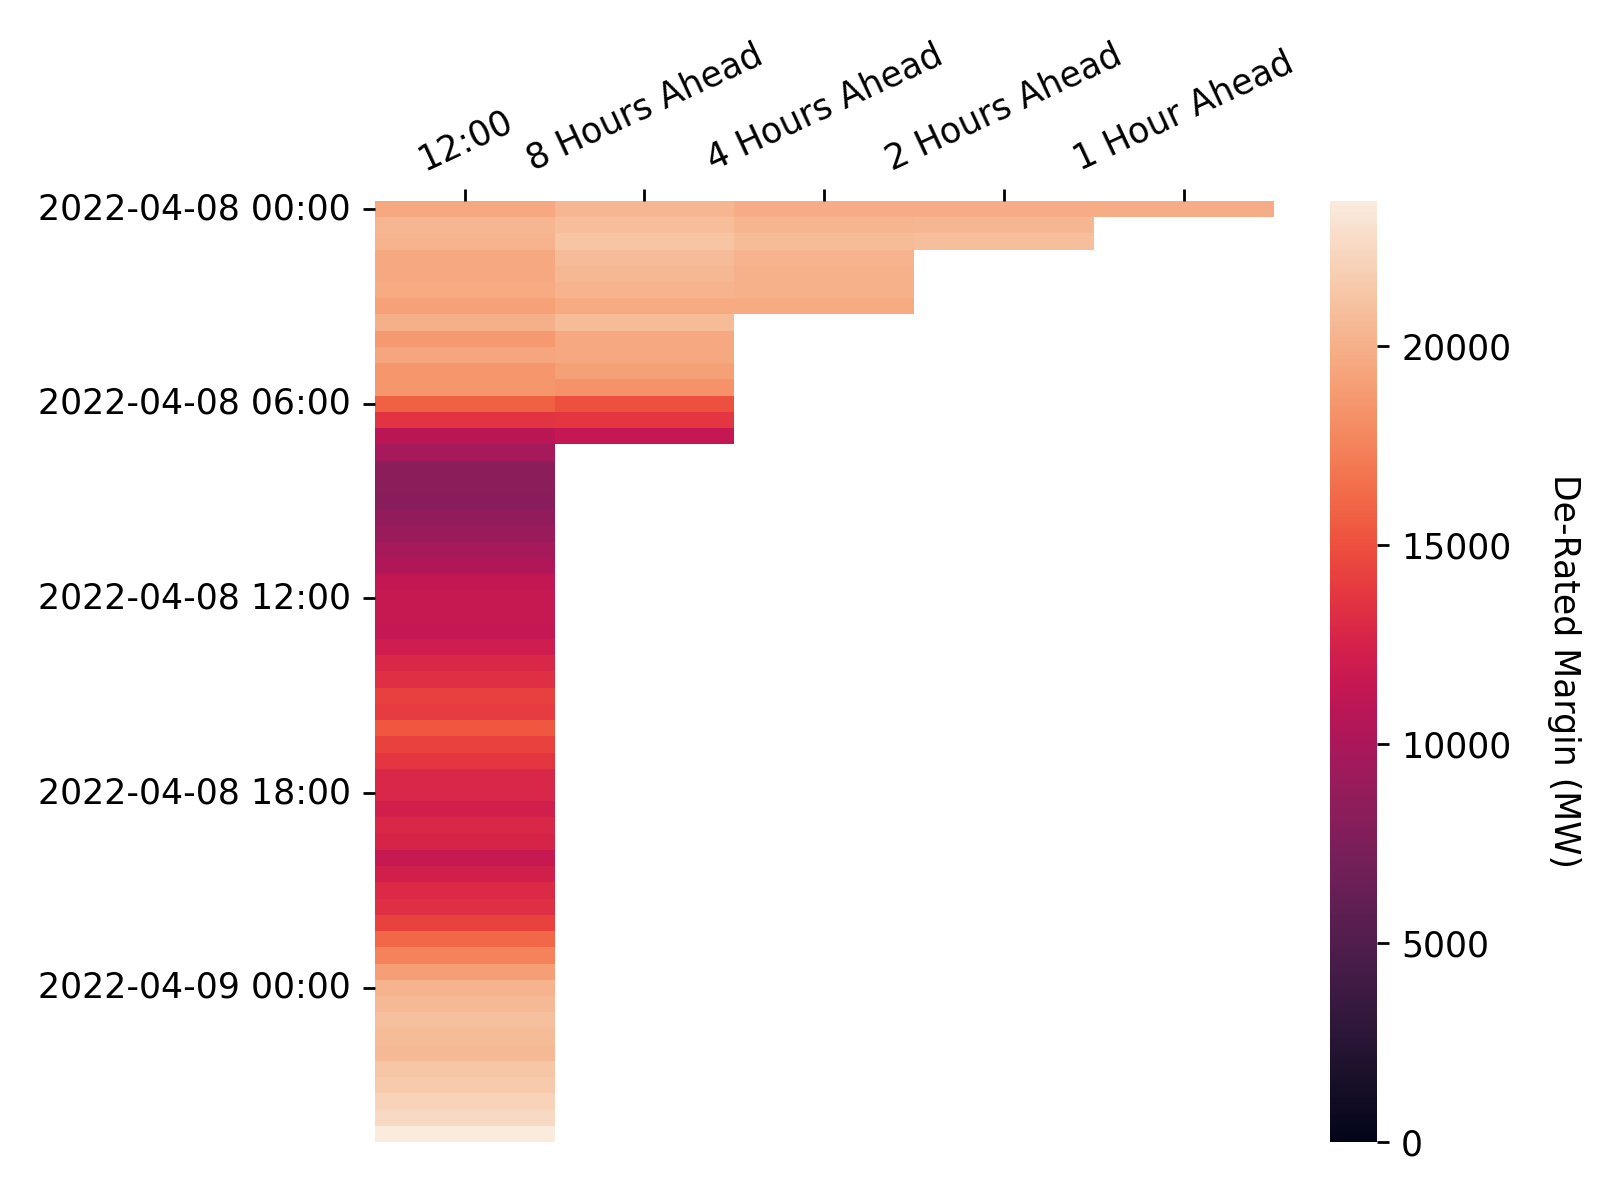 12:00
8 Hours Ahead
4 Hours Ahead
2 Hours Ahead
1 Hour Ahead
2022-04-08 00:00
2022-04-08 06:00
2022-04-08 12:00
2022-04-08 18:00
2022-04-09 00:00
20000
15000
10000
5000
0
De-Rated Margin (MW)